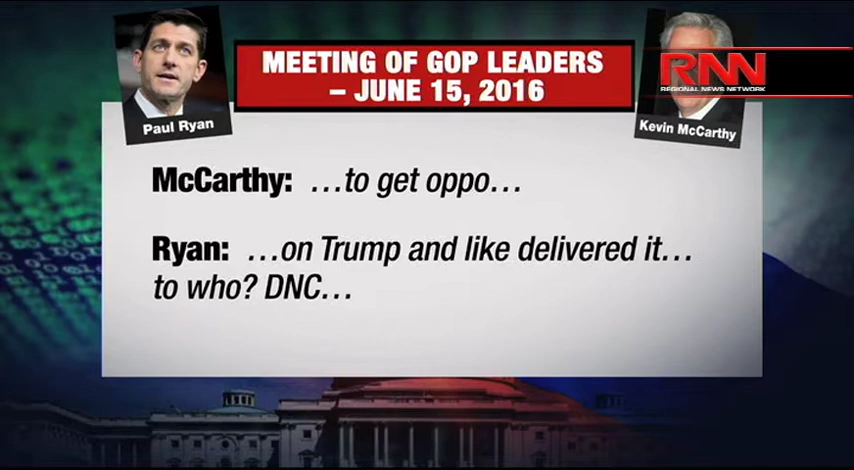 MEETING OF GOP LEADERS
– JUNE 15, 2016
RNN
REGIONAL NEWS NETWORK
Paul Ryan
Kevin McCarthy
McCarthy: ...to get oppo...
Ryan: ...on Trump and like delivered it...
to who? DNC...